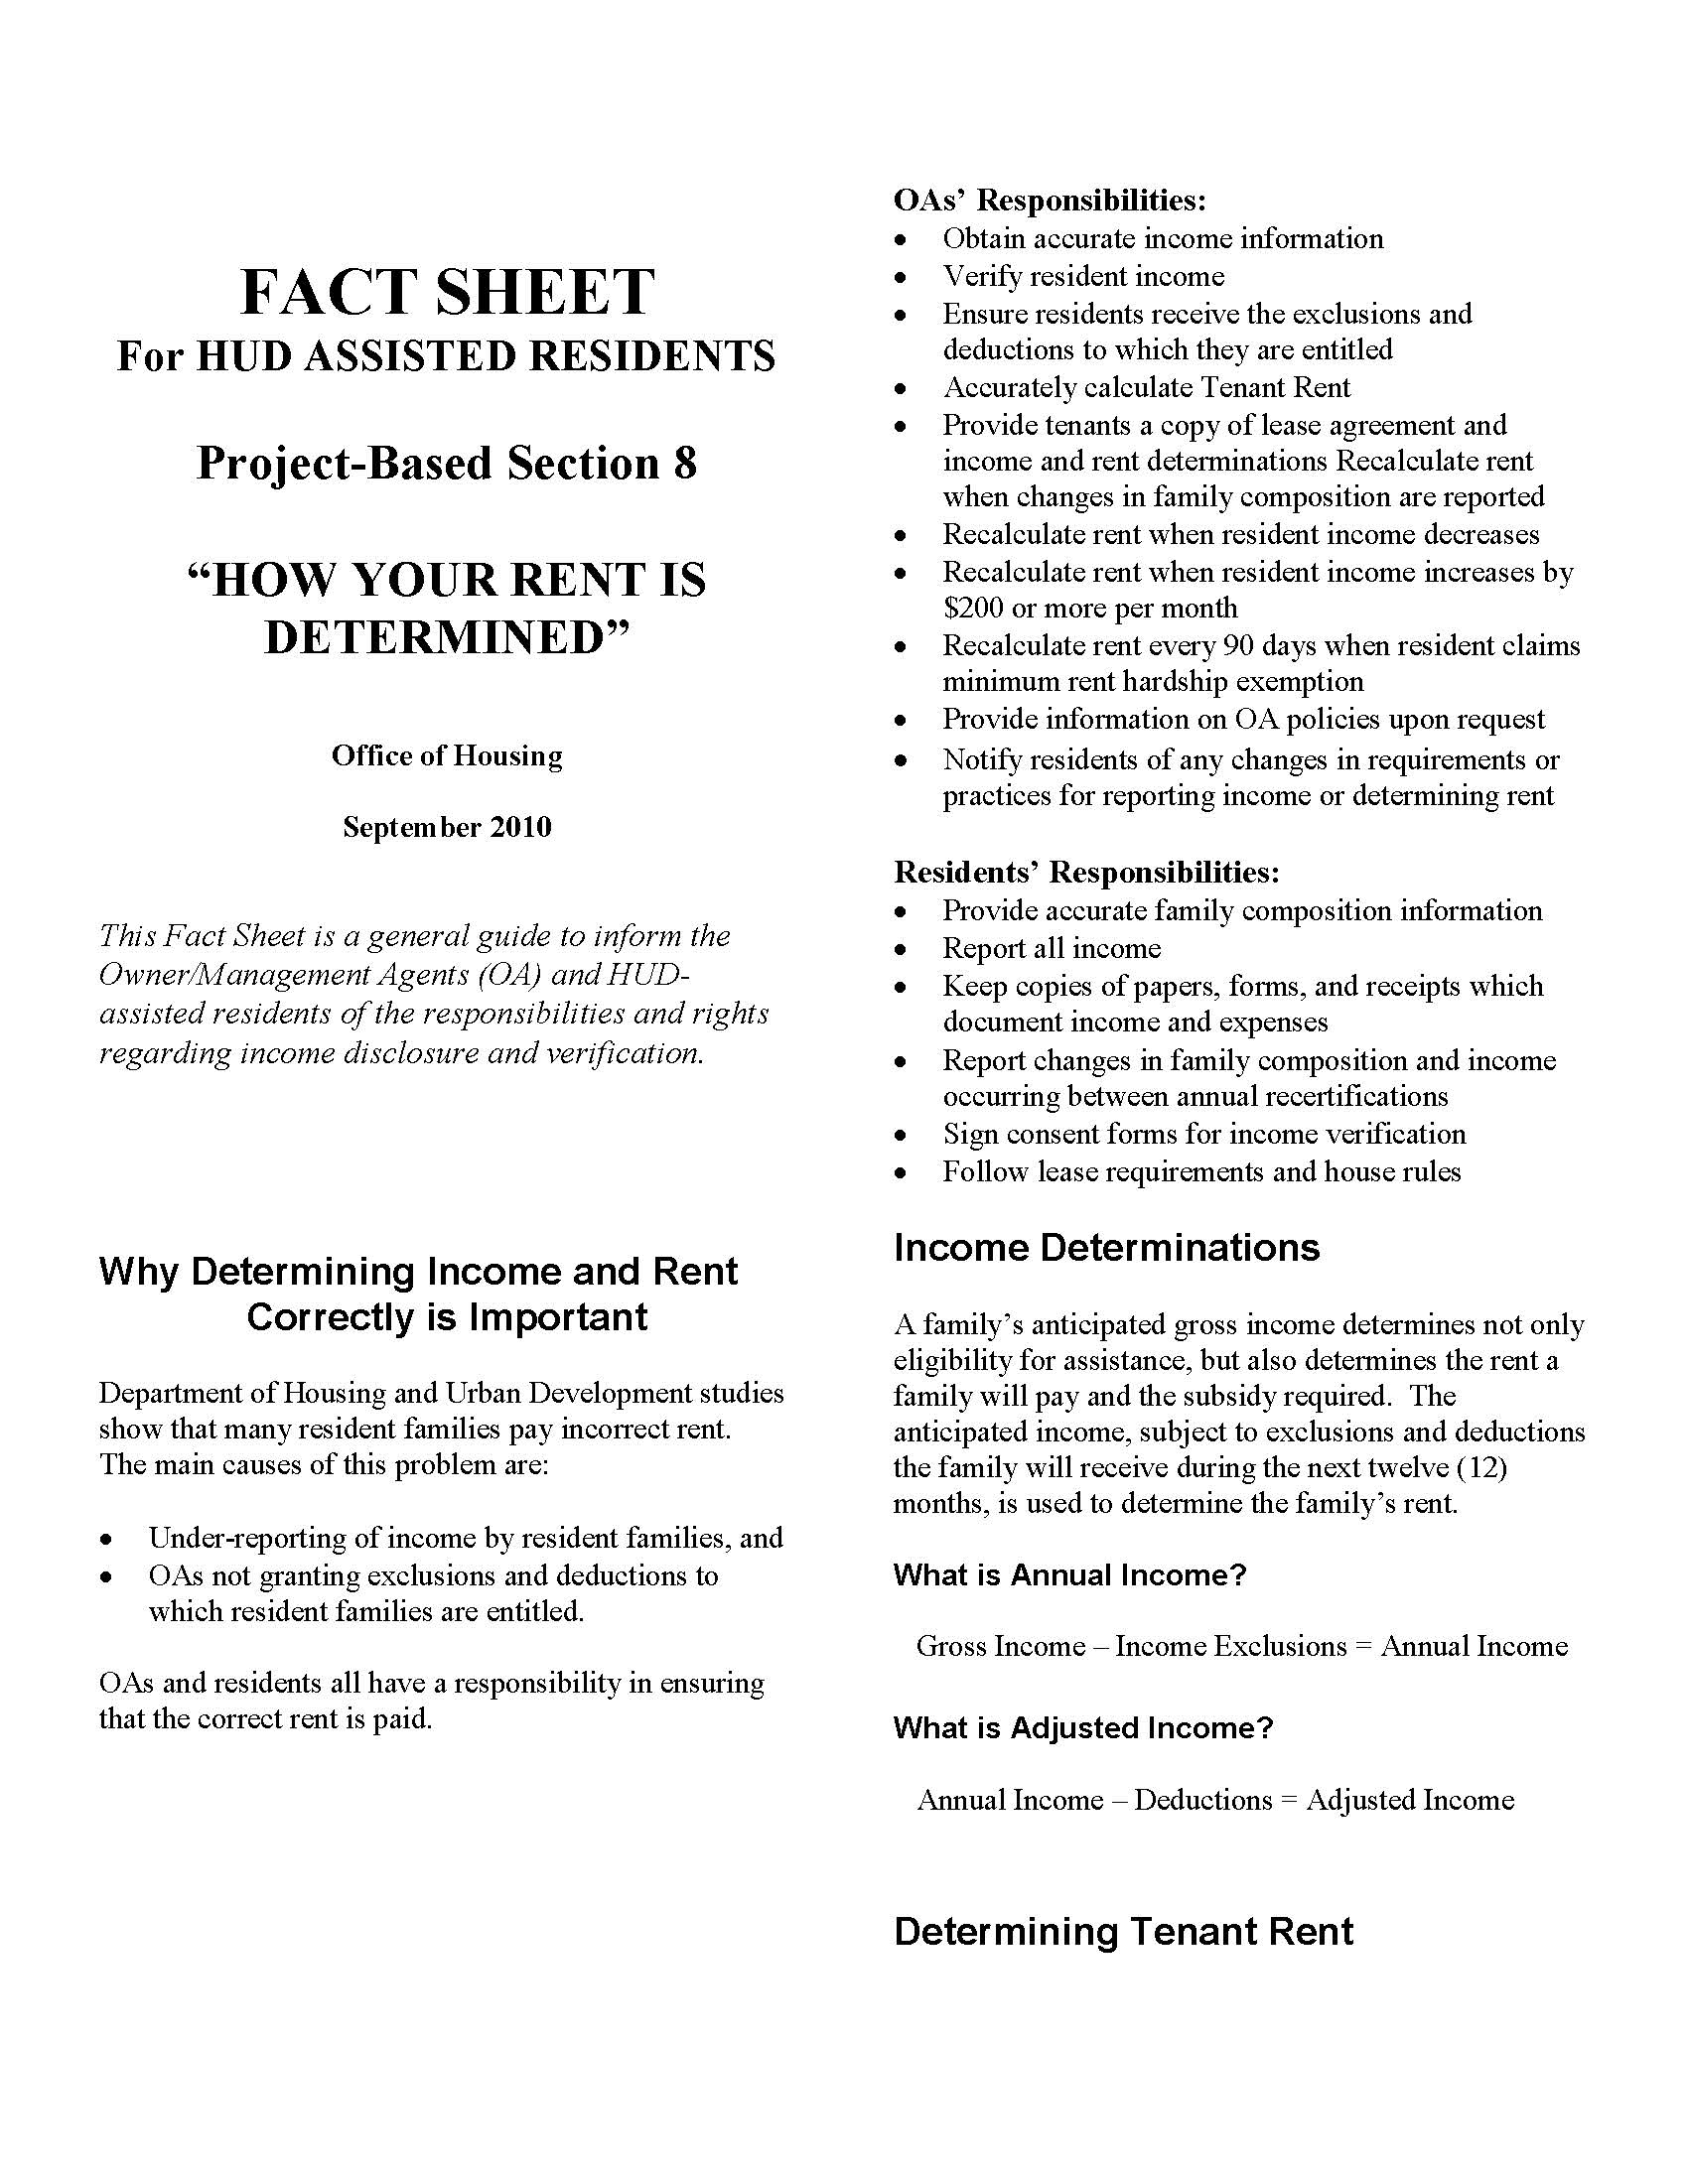 FACT SHEET
For HUD ASSISTED RESIDENTS
Project-Based Section 8
“HOW YOUR RENT IS
DETERMINED”
Office of Housing
September 2010
This Fact Sheet is a general guide to inform the
Owner/Management Agents (OA) and HUD-
assisted residents of the responsibilities and rights
regarding income disclosure and verification.
Why Determining Income and Rent
Correctly is Important
Department of Housing and Urban Development studies
show that many resident families pay incorrect rent.
The main causes of this problem are:
• Under-reporting of income by resident families, and
• OAs not granting exclusions and deductions to
which resident families are entitled.
OAs and residents all have a responsibility in ensuring
that the correct rent is paid.
OAs’ Responsibilities:
• Obtain accurate income information
• Verify resident income
• Ensure residents receive the exclusions and
deductions to which they are entitled
• Accurately calculate Tenant Rent
• Provide tenants a copy of lease agreement and
income and rent determinations Recalculate rent
when changes in family composition are reported
• Recalculate rent when resident income decreases
• Recalculate rent when resident income increases by
$200 or more per month
• Recalculate rent every 90 days when resident claims
minimum rent hardship exemption
• Provide information on OA policies upon request
• Notify residents of any changes in requirements or
practices for reporting income or determining rent
Residents’ Responsibilities:
• Provide accurate family composition information
• Report all income
• Keep copies of papers, forms, and receipts which
document income and expenses
• Report changes in family composition and income
occurring between annual recertifications
• Sign consent forms for income verification
• Follow lease requirements and house rules
Income Determinations
A family’s anticipated gross income determines not only
eligibility for assistance, but also determines the rent a
family will pay and the subsidy required. The
anticipated income, subject to exclusions and deductions
the family will receive during the next twelve (12)
months, is used to determine the family’s rent.
What is Annual Income?
Gross Income – Income Exclusions = Annual Income
What is Adjusted Income?
Annual Income – Deductions = Adjusted Income
Determining Tenant Rent